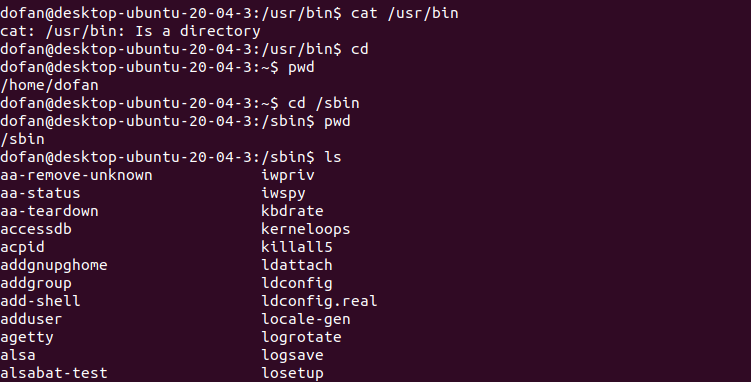 dofan@desktop-ubuntu-20-04-3:/usr/bin$ cat /usr/bin
cat: /usr/bin: Is a directory
dofan@desktop-ubuntu-20-04-3:/usr/bin$ cd
dofan@desktop-ubuntu-20-04-3:~$ pwd
/home/dofan
dofan@desktop-ubuntu-20-04-3:~$ cd /sbin
dofan@desktop-ubuntu-20-04-3:/sbin$ pwd
/sbin
dofan@desktop-ubuntu-20-04-3:/sbin$ ls
aa-remove-unknown            iwpriv
aa-status                    iwspy
aa-teardown                  kbdrate
accessdb                     kerneloops
acpid                        killall5
addgnupghome                 ldattach
addgroup                     ldconfig
add-shell                    ldconfig.real
adduser                      locale-gen
agetty                       logrotate
alsa                         logsave
alsabat-test                 losetup